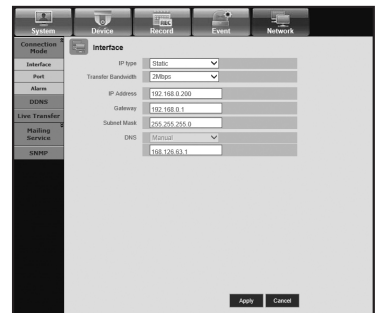 System Device Record Event Network
REC
Connection Mode
Interface
Port
Alarm
DDNS
Live Transfer
Mailing Service
SNMP
Interface
IP type Static
Transfer Bandwidth 2Mbps
IP Address 192.168.0.200
Gateway 192.168.0.1
Subnet Mask 255.255.255.0
DNS Manual
168.126.63.1
Apply Cancel